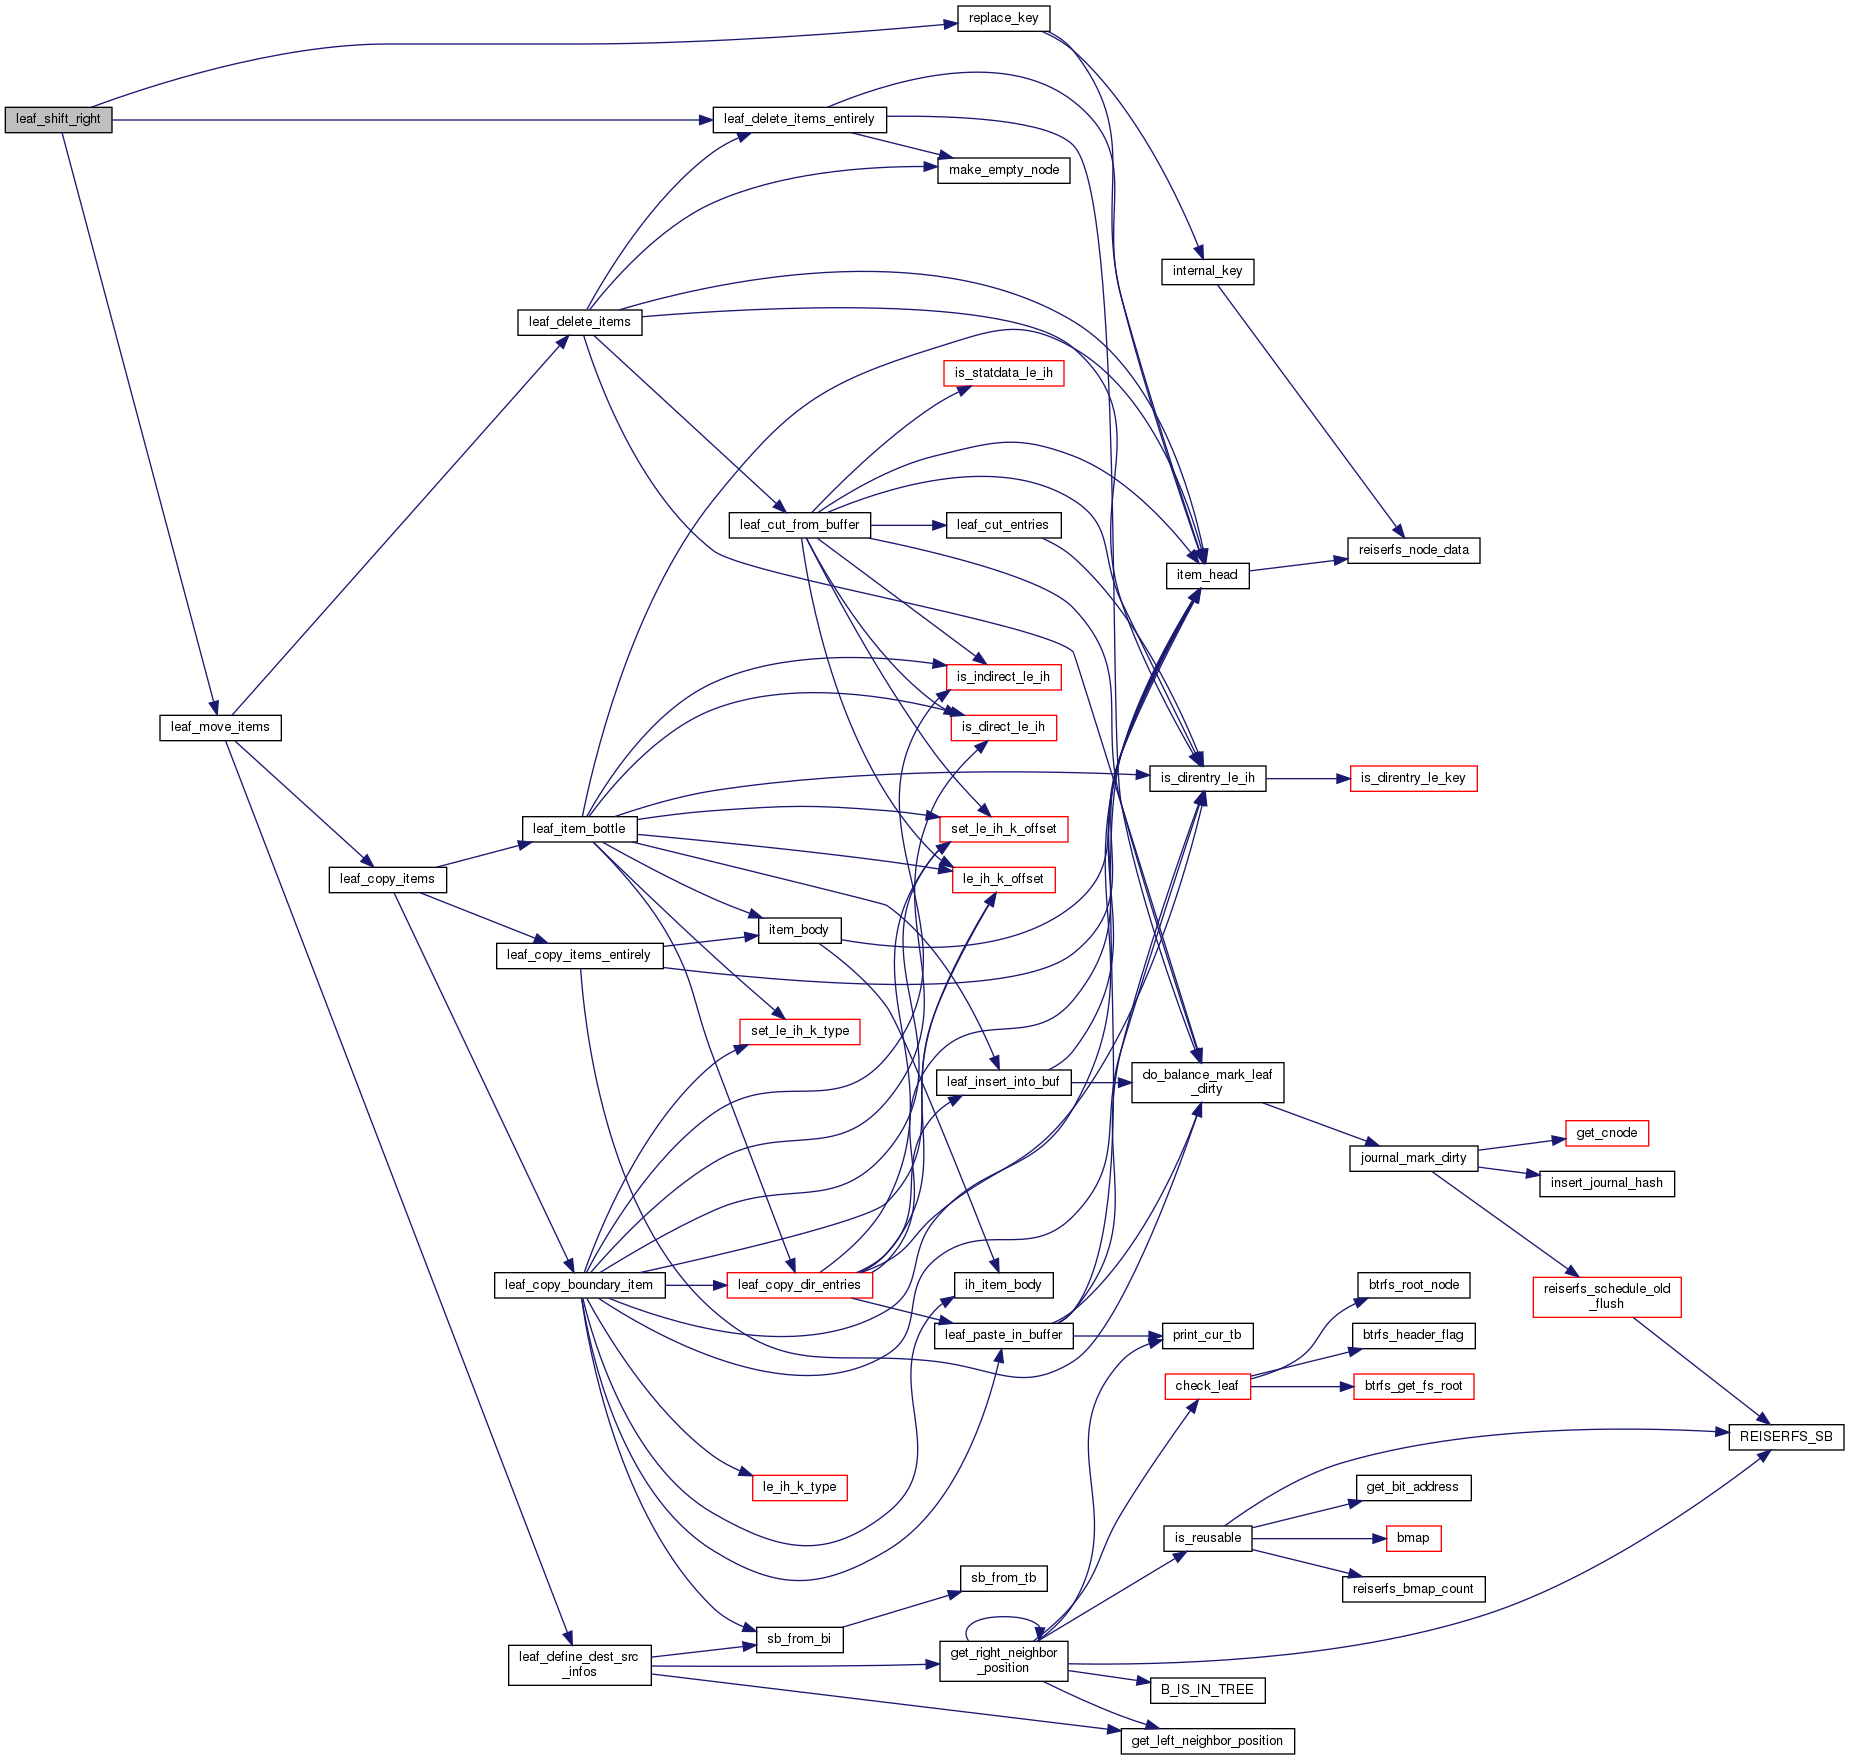 replace_key
leaf_shift_right
leaf_delete_items_entirely
make_empty_node
internal_key
leaf_delete_items
is_statdata_le_ih
leaf_cut_from_buffer
leaf_cut_entries
reiserfs_node_data
item_head
is_indirect_le_ih
leaf_move_items
is_direct_le_ih
is_direntry_le_ih
is_direntry_le_key
leaf_item_bottle
set_le_ih_k_offset
leaf_copy_items
le_ih_k_offset
item_body
leaf_copy_items_entirely
set_le_ih_k_type
leaf_insert_into_buf
do_balance_mark_leaf
_dirty
get_cnode
journal_mark_dirty
insert_journal_hash
leaf_copy_boundary_item
leaf_copy_dir_entries
ih_item_body
btrfs_root_node
reiserfs_schedule_old
_flush
leaf_paste_in_buffer
print_cur_tb
btrfs_header_flag
check_leaf
btrfs_get_fs_root
REISERFS_SB
le_ih_k_type
get_bit_address
is_reusable
bmap
sb_from_tb
reiserfs_bmap_count
sb_from_bi
leaf_define_dest_src
_infos
get_right_neighbor
_position
B_IS_IN_TREE
get_left_neighbor_position